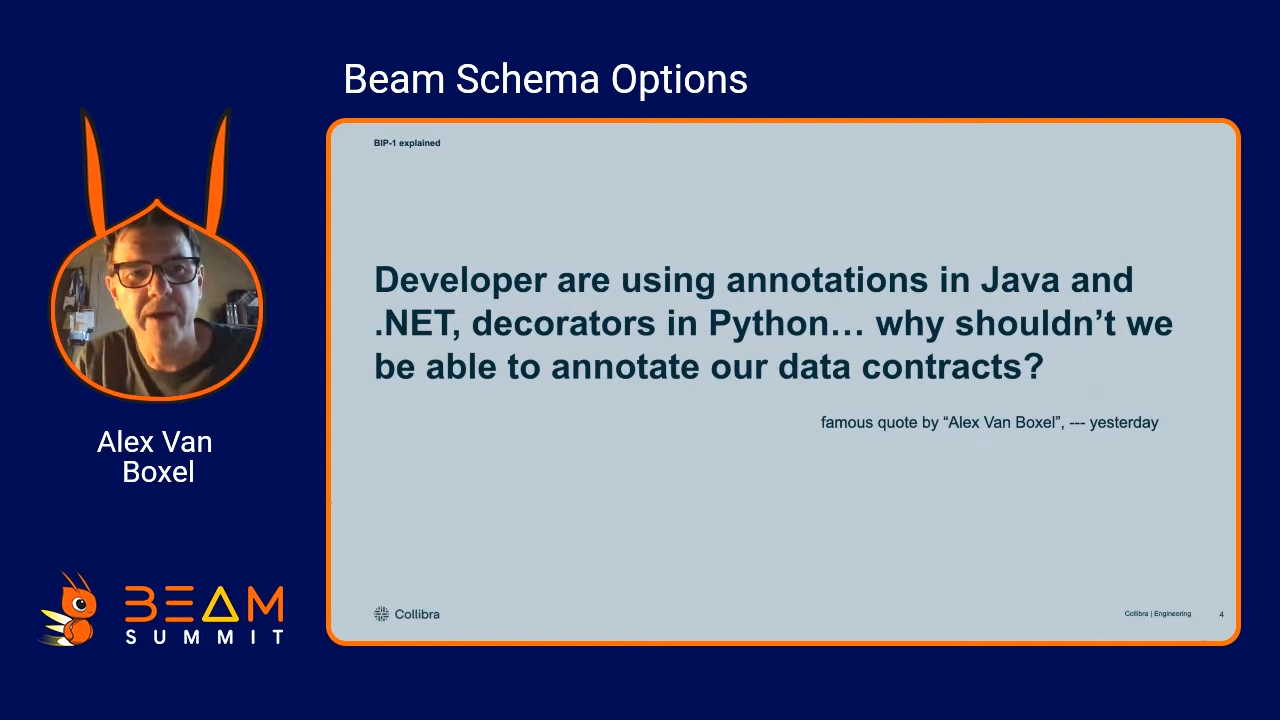 Beam Schema Options
BIP-1 explained
Developer are using annotations in Java and
.NET, decorators in Python… why shouldn’t we
be able to annotate our data contracts?
famous quote by “Alex Van Boxel”, --- yesterday
Collibra
Collibra | Engineering
4
Alex Van
Boxel
BEAM
SUMMIT